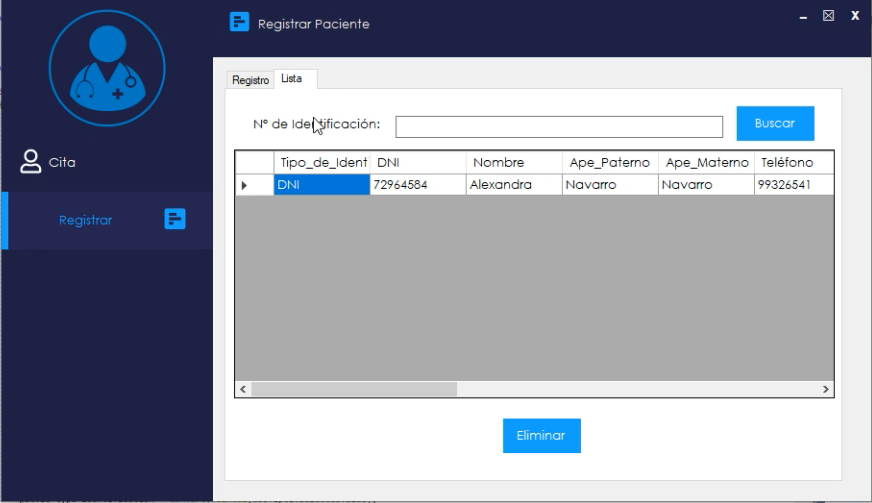 Registrar Paciente
Cita
Registrar
Registro Lista
N° de Identificación:
Buscar
Tipo_de_Ident DNI Nombre Ape_Paterno Ape_Materno Teléfono
DNI 72964584 Alexandra Navarro Navarro 99326541
Eliminar